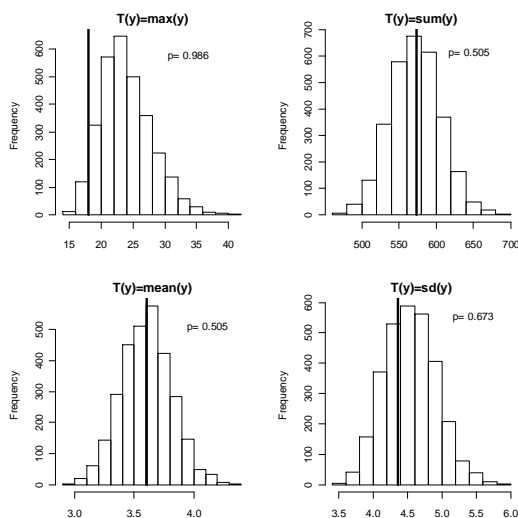 T(y)=max(y)
p= 0.986
Frequency
0 100 200 300 400 500 600
15 20 25 30 35 40
T(y)=sum(y)
p= 0.505
0 100 200 300 400 500 600 700
500 550 600 650 700
T(y)=mean(y)
p= 0.505
Frequency
0 100 200 300 400 500
3.0 3.5 4.0
T(y)=sd(y)
p= 0.673
Frequency
0 100 200 300 400 500 600
3.5 4.0 4.5 5.0 5.5 6.0